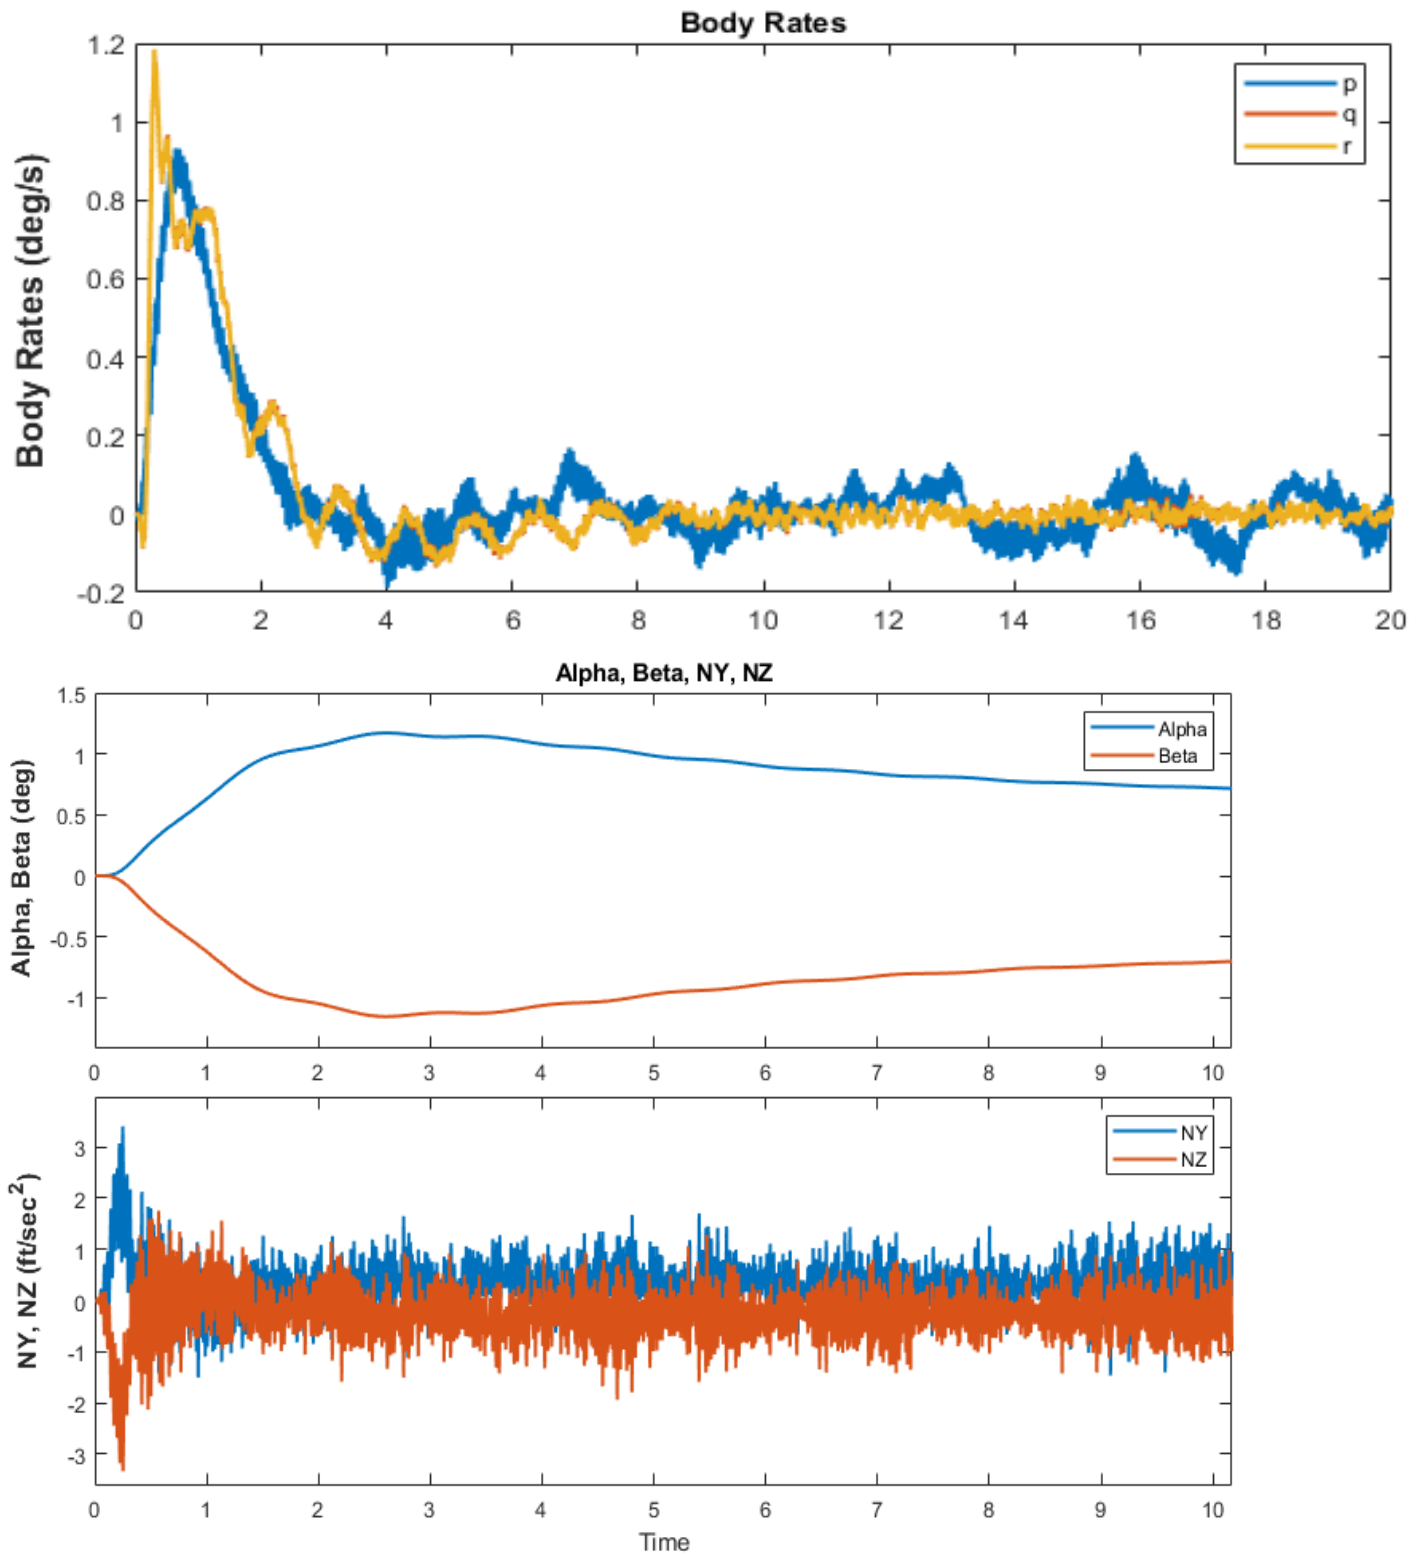 Body Rates
Body Rates (deg/s)
1.2
1
0.8
0.6
0.4
0.2
0
-0.2
p
q
r
0 2 4 6 8 10 12 14 16 18 20
Alpha, Beta, NY, NZ
Alpha, Beta (deg)
1.5
1
0.5
0
-0.5
-1
Alpha
Beta
0 1 2 3 4 5 6 7 8 9 10
NY, NZ (ft/sec²)
3
2
1
0
-1
-2
-3
NY
NZ
0 1 2 3 4 5 6 7 8 9 10
Time